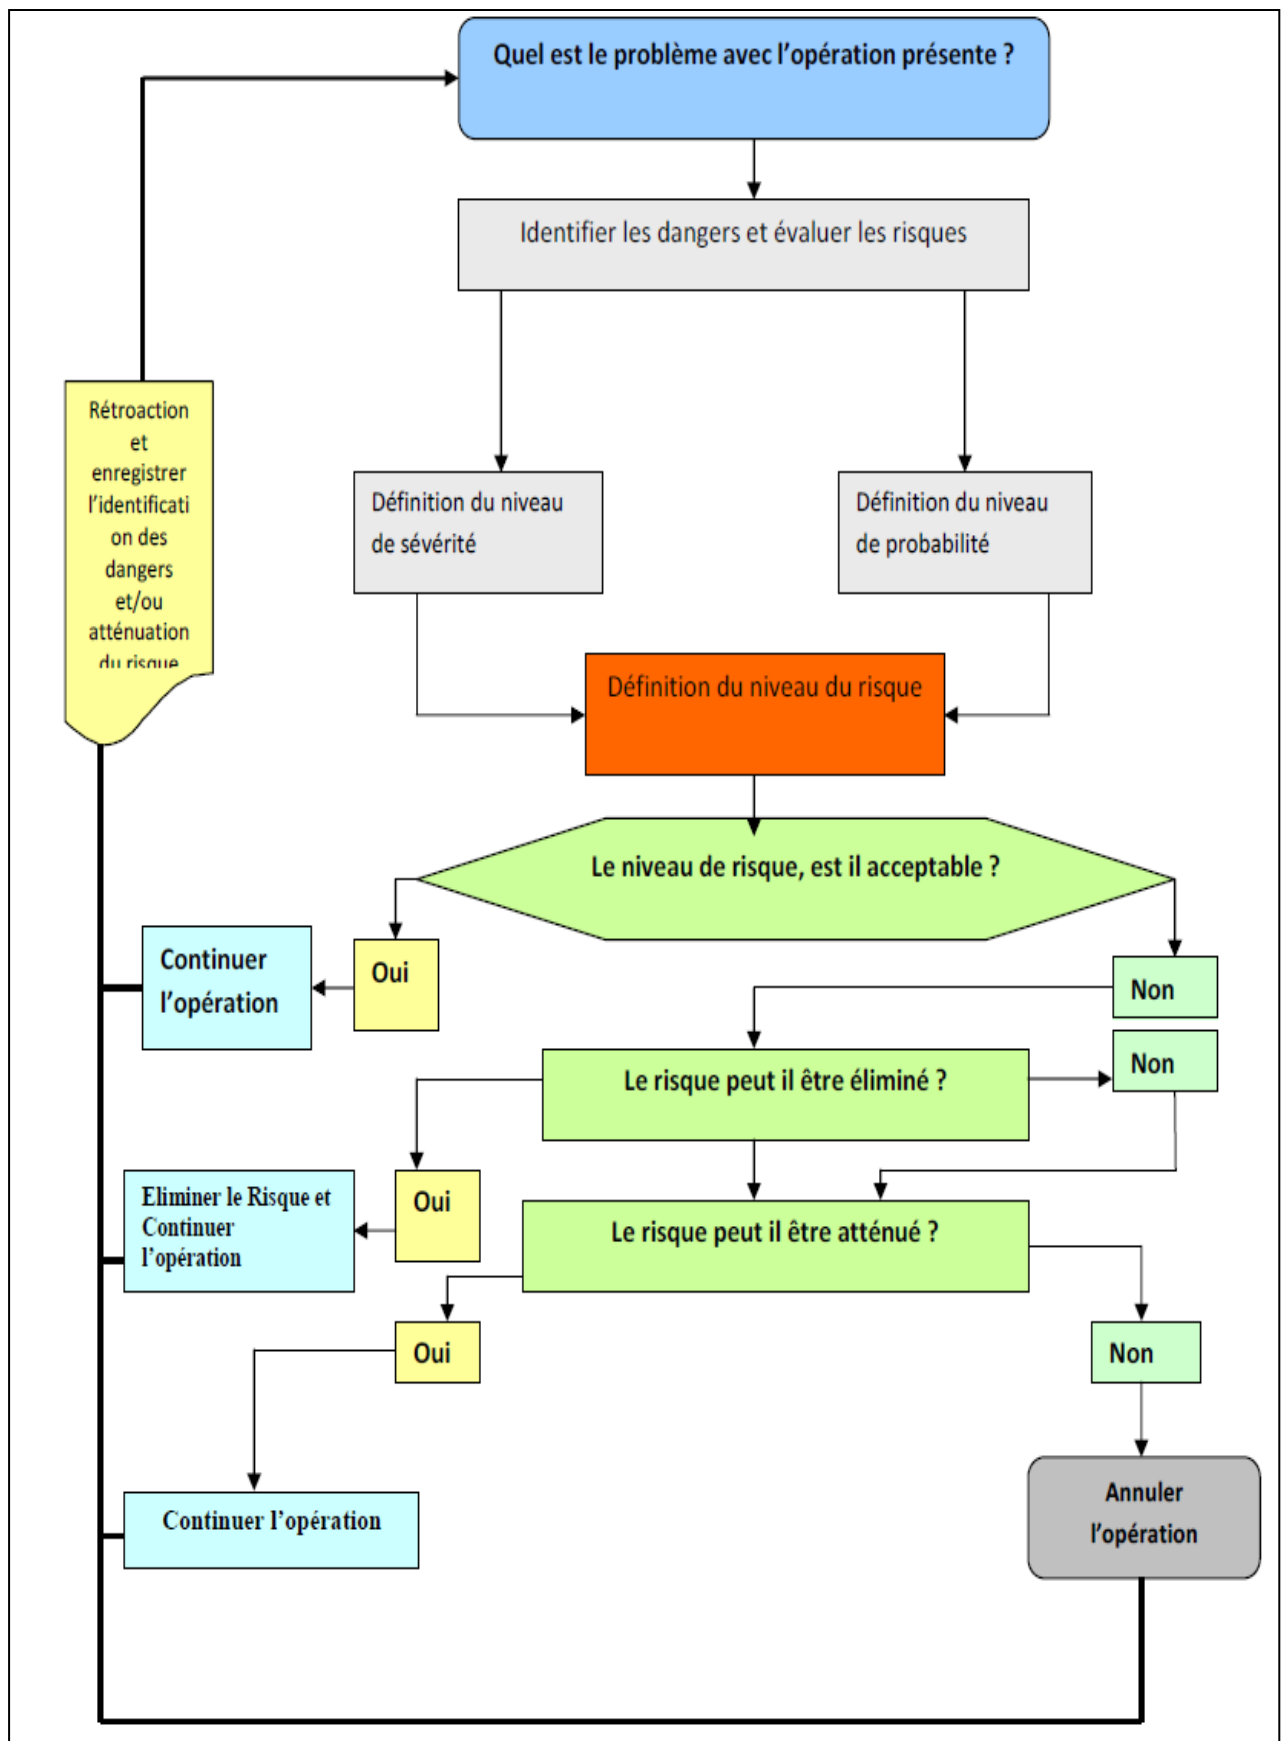 Quel est le problème avec l’opération présente ?
Identifier les dangers et évaluer les risques
Rétroaction
et
enregistrer
l’identificati
on des
dangers
et/ou
atténuation
du risque
Définition du niveau
de sévérité
Définition du niveau
de probabilité
Définition du niveau du risque
Le niveau de risque, est il acceptable ?
Continuer
l’opération
Oui
Non
Le risque peut il être éliminé ?
Non
Eliminer le Risque et
Continuer
l’opération
Oui
Le risque peut il être atténué ?
Oui
Non
Continuer l’opération
Annuler
l’opération